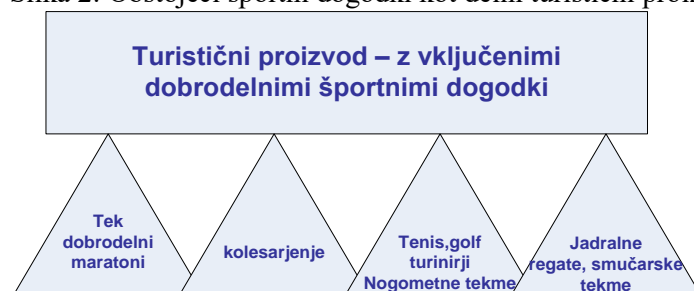 Turistični proizvod – z vključenimi
dobrodelnimi športnimi dogodki
Tek
dobrodelni
maratoni
kolesarjenje
Tenis,golf
turinirji
Nogometne tekme
Jadralne
regate, smučarske
tekme